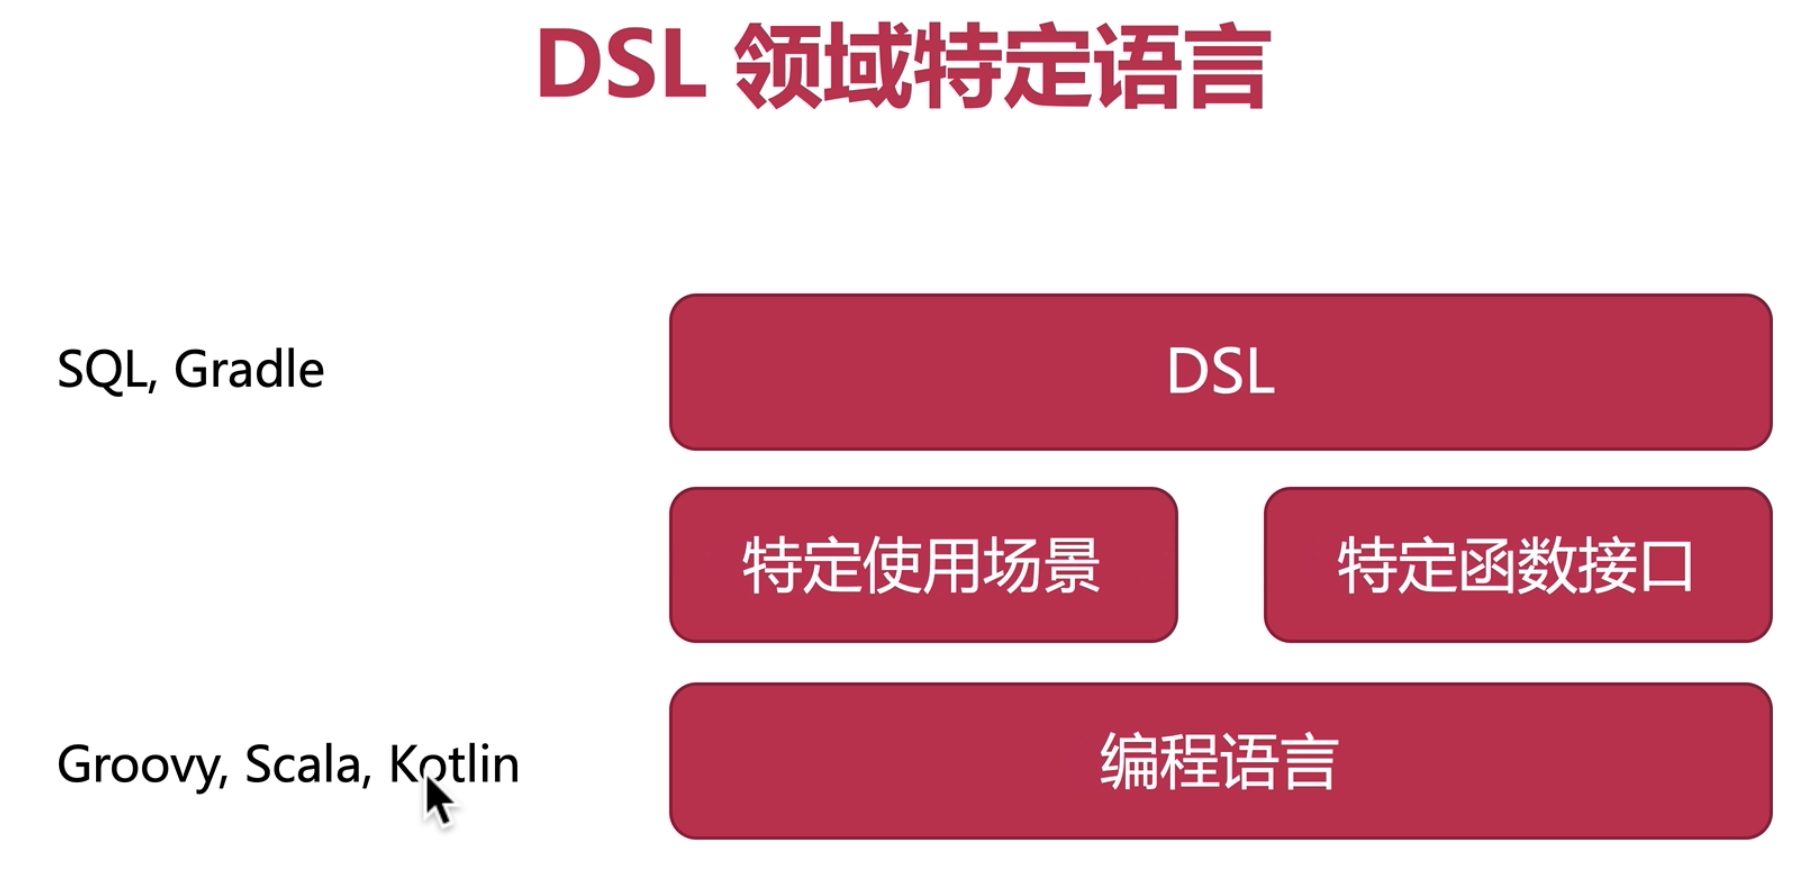 DSL 领域特定语言
SQL, Gradle
DSL
特定使用场景
特定函数接口
Groovy, Scala, Kotlin
编程语言